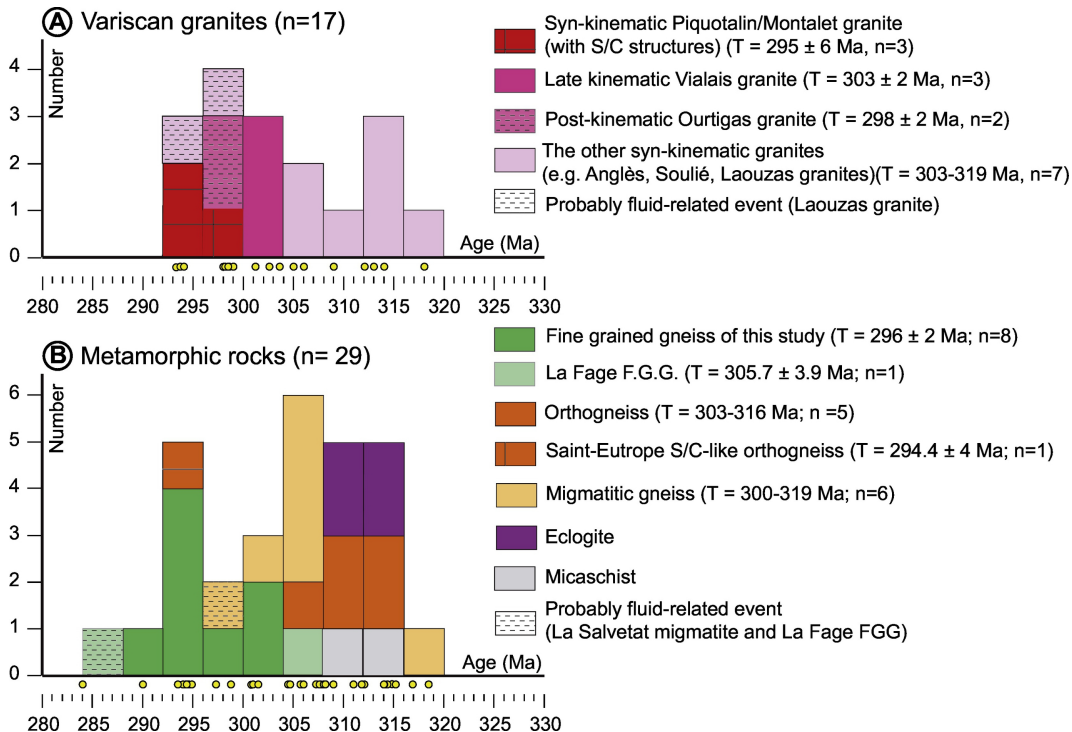 A Variscan granites (n=17)
Number
4
3
2
1
0
Age (Ma)
280 285 290 295 300 305 310 315 320 325 330
Syn-kinematic Piquotalin/Montalet granite
(with S/C structures) (T = 295 ± 6 Ma, n=3)
Late kinematic Vialais granite (T = 303 ± 2 Ma, n=3)
Post-kinematic Ourtigas granite (T = 298 ± 2 Ma, n=2)
The other syn-kinematic granites
(e.g. Anglès, Soulié, Laouzas granites)(T = 303-319 Ma, n=7)
Probably fluid-related event (Laouzas granite)
B Metamorphic rocks (n= 29)
Number
6
5
4
3
2
1
0
Age (Ma)
280 285 290 295 300 305 310 315 320 325 330
Fine grained gneiss of this study (T = 296 ± 2 Ma; n=8)
La Fage F.G.G. (T = 305.7 ± 3.9 Ma; n=1)
Orthogneiss (T = 303-316 Ma; n =5)
Saint-Eutrope S/C-like orthogneiss (T = 294.4 ± 4 Ma; n=1)
Migmatitic gneiss (T = 300-319 Ma; n=6)
Eclogite
Micaschist
Probably fluid-related event
(La Salvetat migmatite and La Fage FGG)